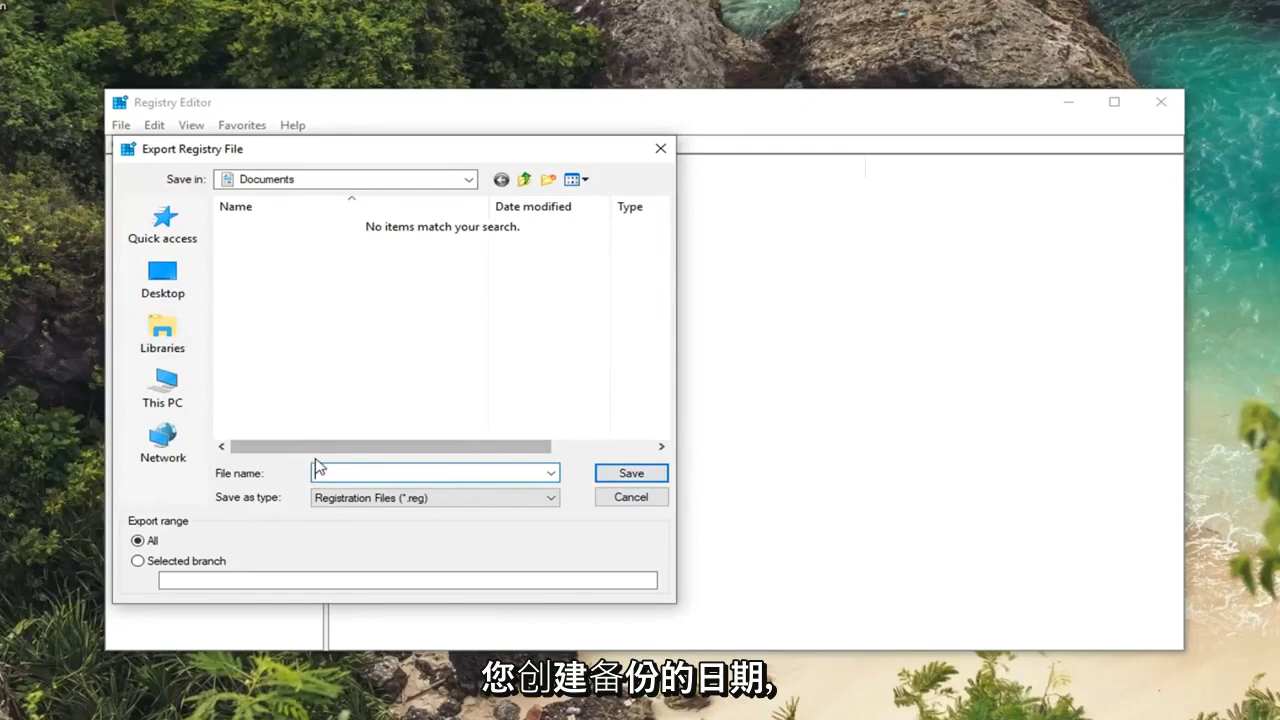 Registry Editor
File Edit View Favorites Help
Export Registry File
Save in: Documents
Name Date modified Type
No items match your search.
Quick access
Desktop
Libraries
This PC
Network
File name: Save
Save as type: Registration Files (*.reg) Cancel
Export range
All
Selected branch
您创建备份的日期,